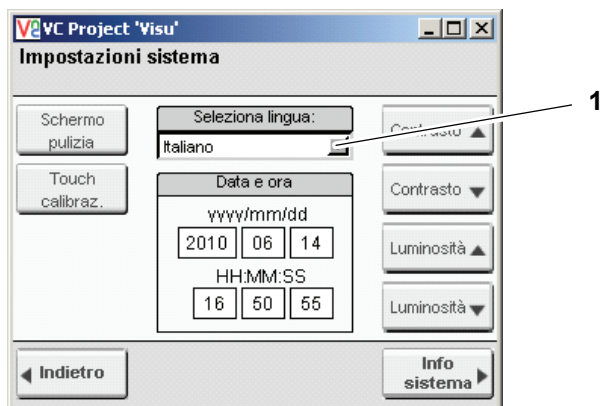 VC Project 'Visu'
Impostazioni sistema
1
Schermo
pulizia
Seleziona lingua:
Italiano
Contrasto
Touch
calibraz.
Data e ora
yyyy/mm/dd
2010 06 14
HH:MM:SS
16 50 55
Contrasto
Luminosità
Luminosità
Indietro
Info
sistema